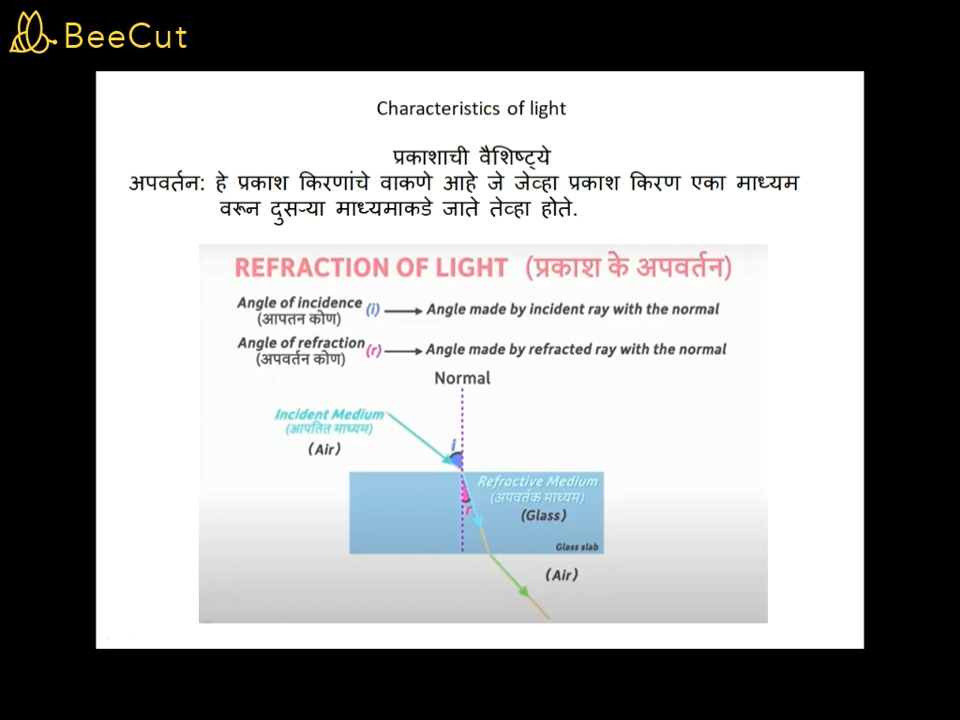 BeeCut
Characteristics of light
प्रकाशाची वैशिष्ट्ये
अपवर्तन: हे प्रकाश किरणांचे वाकणे आहे जे जेव्हा प्रकाश किरण एका माध्यम
वरून दुसऱ्या माध्यमाकडे जाते तेव्हा होते.
REFRACTION OF LIGHT (प्रकाश के अपवर्तन)
Angle of incidence (i) Angle made by incident ray with the normal
(आपतन कोण)
Angle of refraction (r) Angle made by refracted ray with the normal
(अपवर्तन कोण)
Normal
Incident Medium
(आपतित माध्यम)
(Air)
i
Refractive Medium
(अपवर्तक माध्यम)
r
(Glass)
Glass slab
(Air)